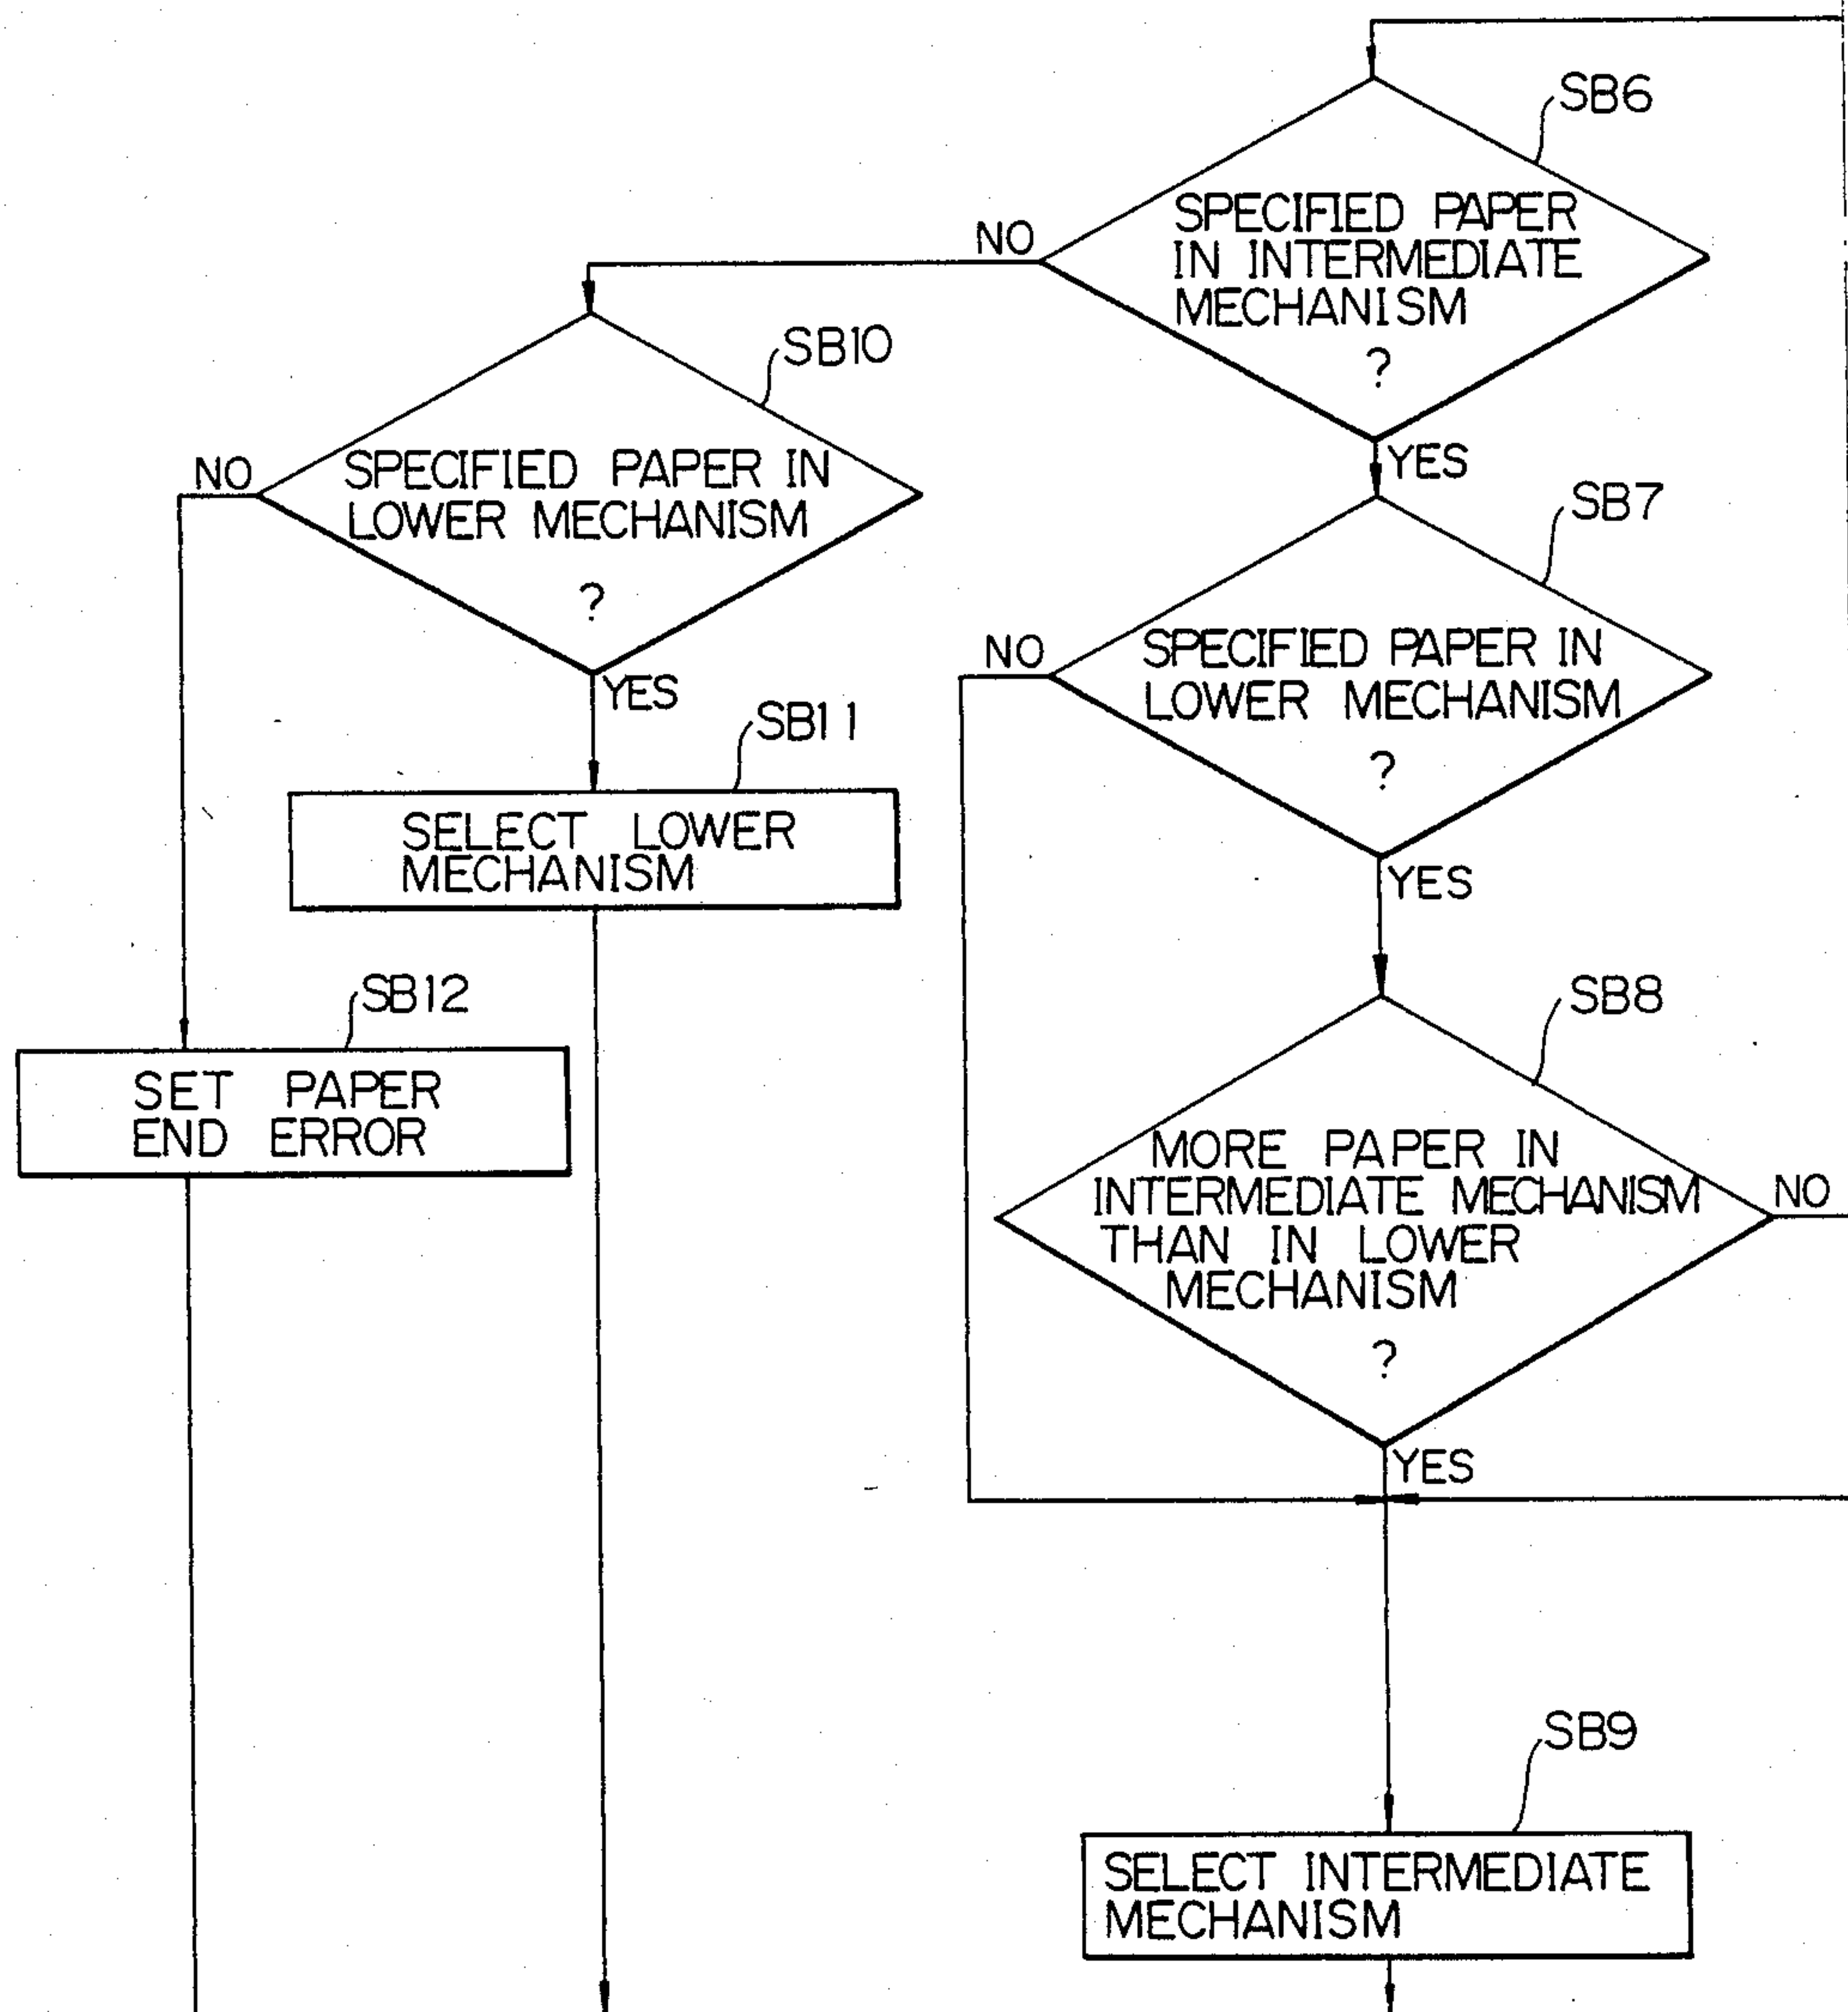 SB6
SPECIFIED PAPER
IN INTERMEDIATE
MECHANISM
?
NO
YES
SB10
SPECIFIED PAPER IN
LOWER MECHANISM
?
NO
YES
SB7
SPECIFIED PAPER IN
LOWER MECHANISM
?
NO
YES
SB11
SELECT LOWER
MECHANISM
SB12
SET PAPER
END ERROR
SB8
MORE PAPER IN
INTERMEDIATE MECHANISM
THAN IN LOWER
MECHANISM
?
NO
YES
SB9
SELECT INTERMEDIATE
MECHANISM